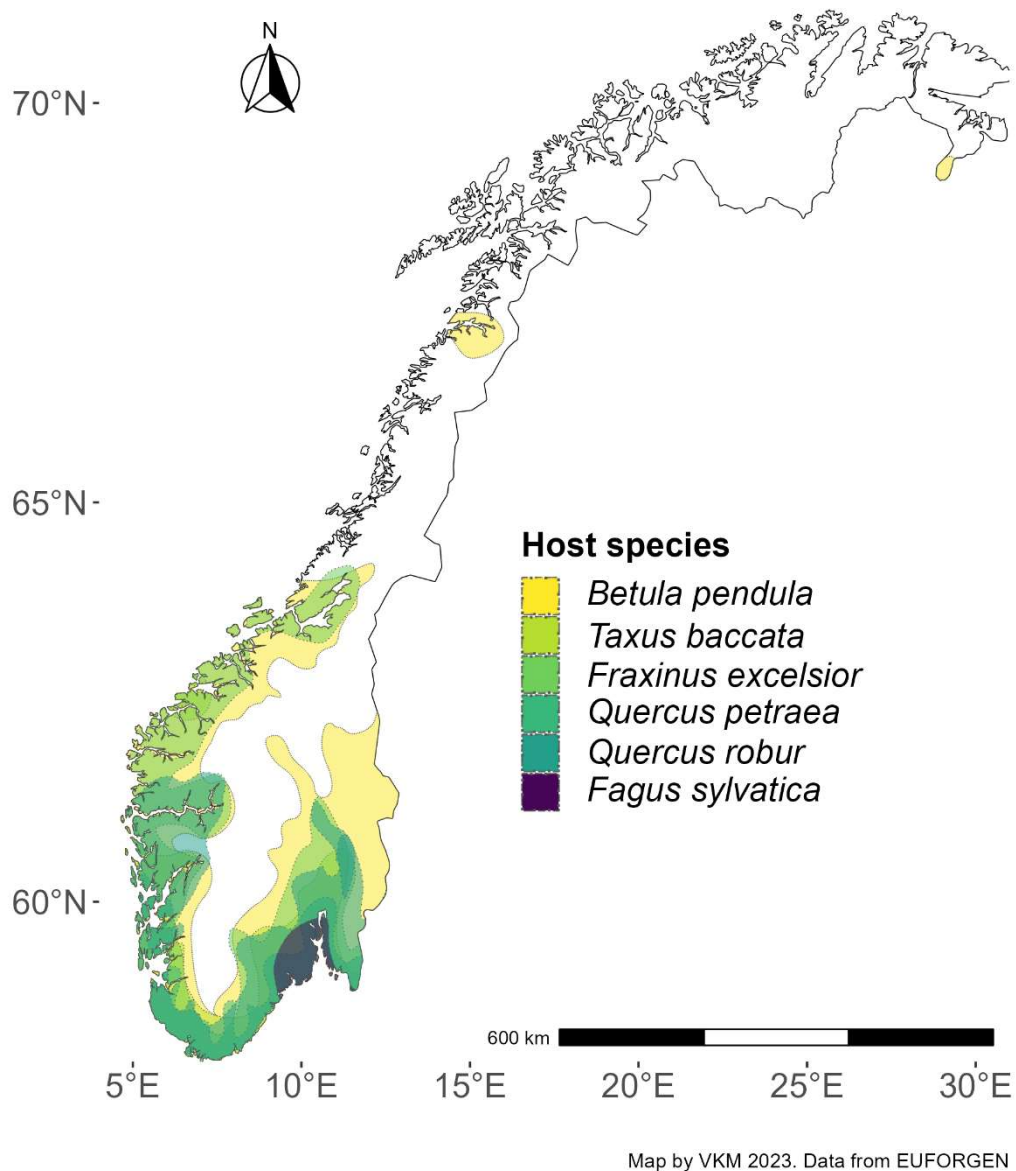 N
70°N
65°N
60°N
Host species
Betula pendula
Taxus baccata
Fraxinus excelsior
Quercus petraea
Quercus robur
Fagus sylvatica
600 km
5°E 10°E 15°E 20°E 25°E 30°E
Map by VKM 2023. Data from EUFORGEN